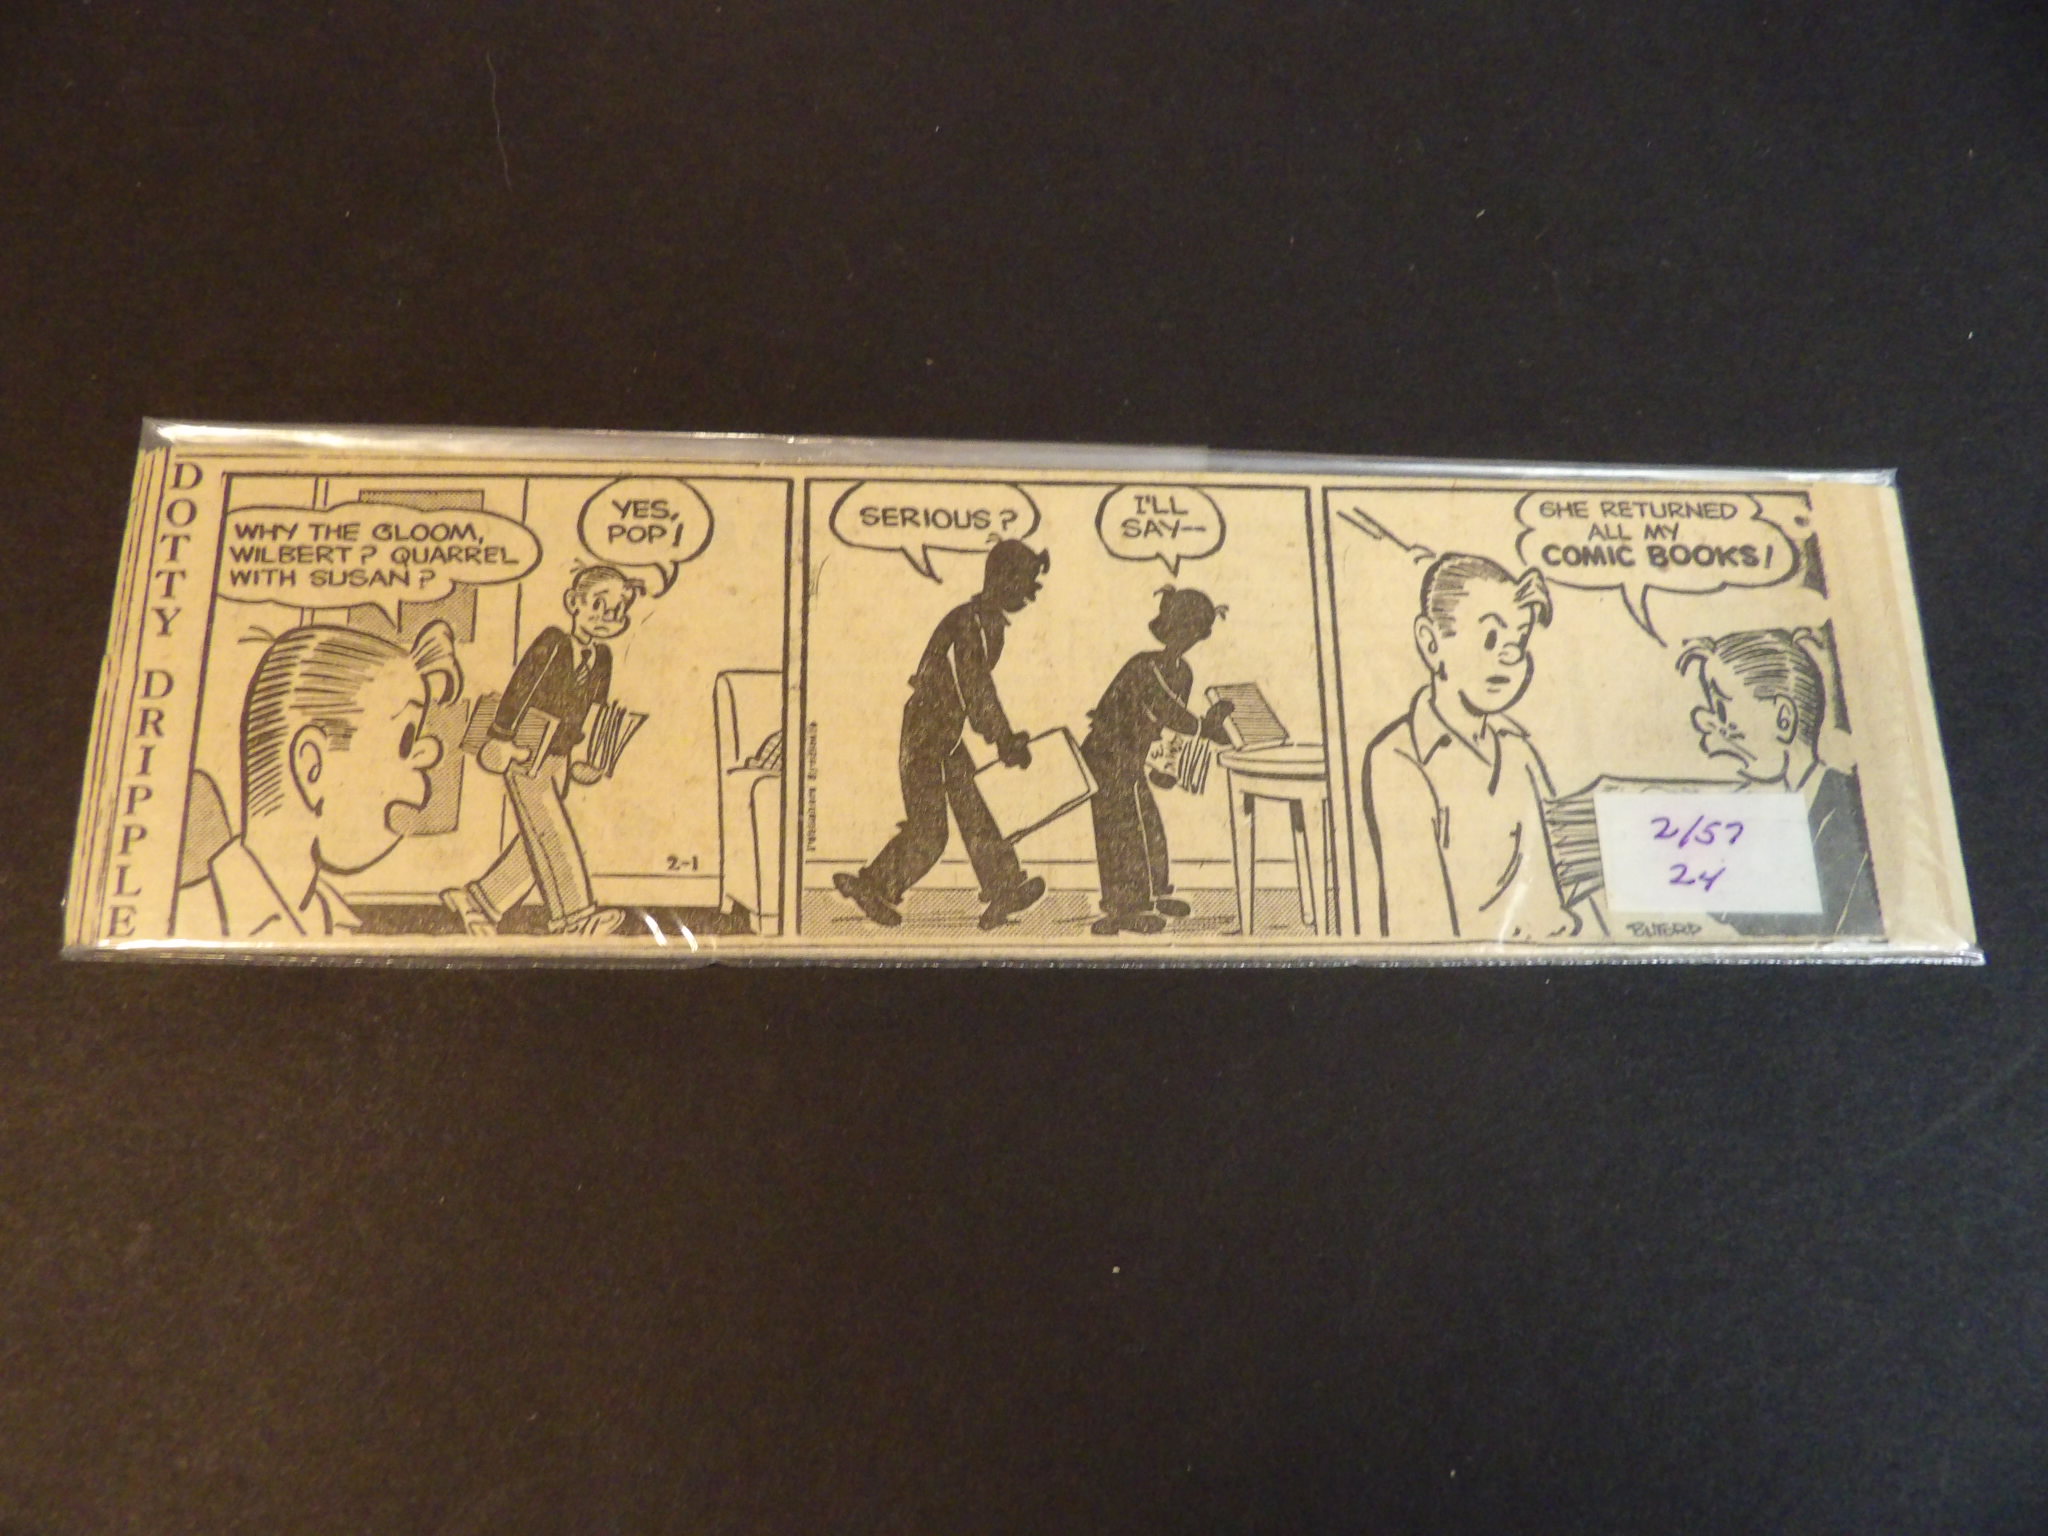 DOTTY DRIPPLE
WHY THE GLOOM,
WILBERT? QUARREL
WITH SUSAN?
YES,
POP!
2-1
SERIOUS?
I'LL
SAY--
SHE RETURNED
ALL MY
COMIC BOOKS!
2/57
24
BUFORD